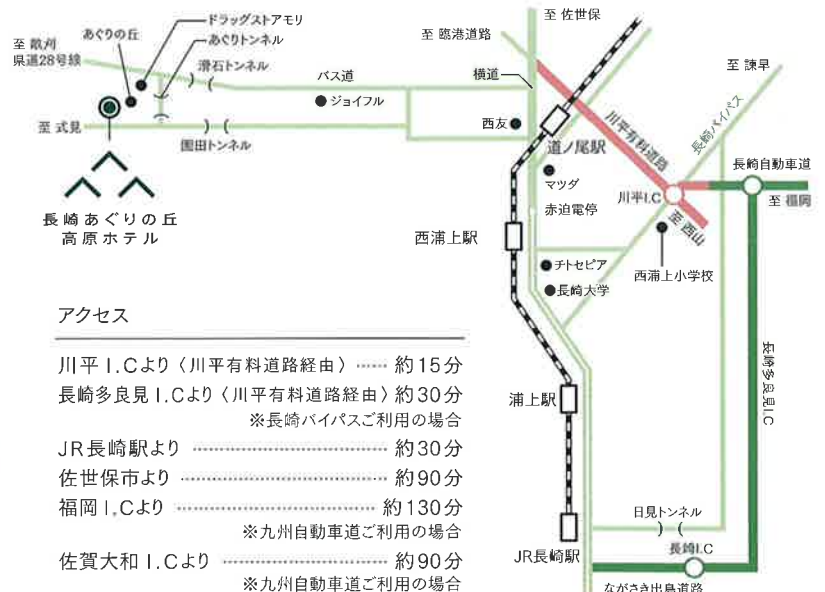 至 佐世保
ドラッグストアモリ
あぐりの丘
あぐりトンネル
至 臨港道路
至 畝刈
県道28号線
滑石トンネル
バス道
横道
至 諫早
ジョイフル
西友
川平有料道路
長崎バイパス
至 式見
園田トンネル
道ノ尾駅
長崎自動車道
マツダ
川平I.C
至 福岡
長崎あぐりの丘
高原ホテル
赤迫電停
至 西山
西浦上駅
チトセピア
西浦上小学校
長崎大学
アクセス
川平 I.Cより〈川平有料道路経由〉 ……約15分
長崎多良見 I.Cより〈川平有料道路経由〉約30分
※長崎バイパスご利用の場合
長崎多良見I.C
浦上駅
JR長崎駅より ……………………… 約30分
佐世保市より ……………………… 約90分
福岡 I.Cより ……………………… 約130分
※九州自動車道ご利用の場合
日見トンネル
JR長崎駅
長崎I.C
佐賀大和 I.Cより ………………… 約90分
※九州自動車道ご利用の場合
ながさき出島道路